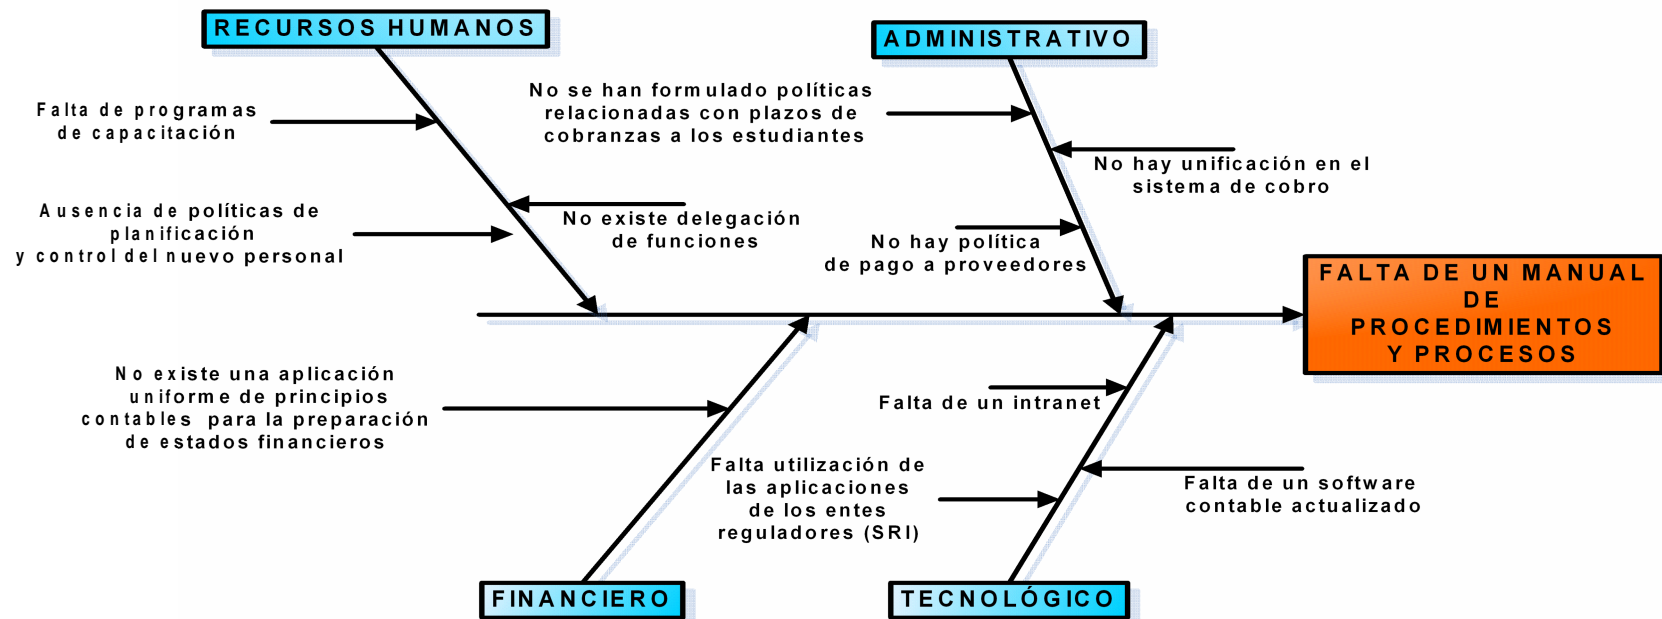 RECURSOS HUMANOS
ADMINISTRATIVO
Falta de programas
de capacitación
Ausencia de políticas de
planificación
y control del nuevo personal
No existe delegación
de funciones
No se han formulado políticas
relacionadas con plazos de
cobranzas a los estudiantes
No hay unificación en el
sistema de cobro
No hay política
de pago a proveedores
FALTA DE UN MANUAL
DE
PROCEDIMIENTOS
Y PROCESOS
No existe una aplicación
uniforme de principios
contables para la preparación
de estados financieros
Falta de un intranet
Falta utilización de
las aplicaciones
de los entes
reguladores (SRI)
Falta de un software
contable actualizado
FINANCIERO
TECNOLÓGICO